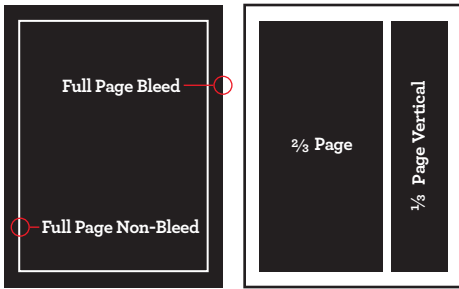 Full Page Bleed
Full Page Non-Bleed
⅔ Page
⅓ Page Vertical